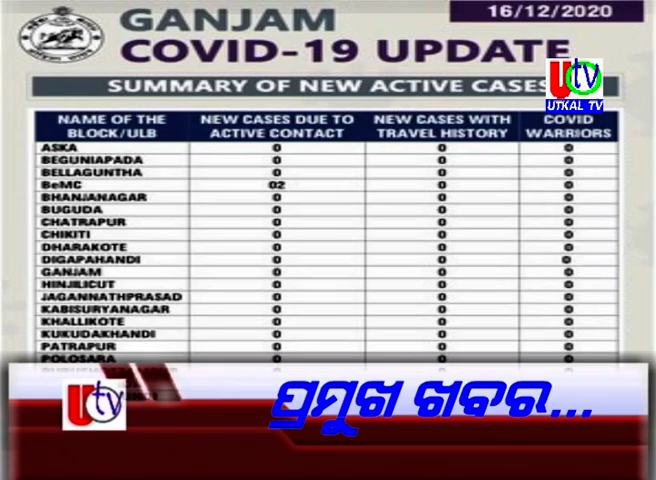 16/12/2020
GANJAM
COVID-19 UPDATE
SUMMARY OF NEW ACTIVE CASES
UTV
UTKAL TV
NAME OF THE BLOCK/ULB NEW CASES DUE TO ACTIVE CONTACT NEW CASES WITH TRAVEL HISTORY COVID WARRIORS
ASKA 0 0 0
BEGUNIAPADA 0 0 0
BELLAGUNTHA 0 0 0
BeMC 02 0 0
BHANJANAGAR 0 0 0
BUGUDA 0 0 0
CHATRAPUR 0 0 0
CHIKITI 0 0 0
DHARAKOTE 0 0 0
DIGAPAHANDI 0 0 0
GANJAM 0 0 0
HINJILICUT 0 0 0
JAGANNATHPRASAD 0 0 0
KABISURYANAGAR 0 0 0
KHALLIKOTE 0 0 0
KUKUDAKHANDI 0 0 0
PATRAPUR 0 0 0
POLOSARA 0 0 0
Utv
ପ୍ରମୁଖ ଖବର...